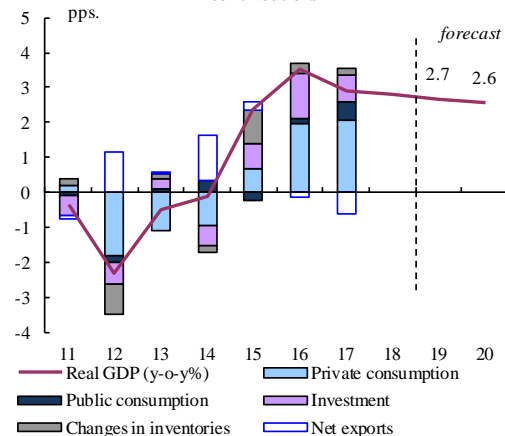 pps.
5
forecast
4
3
2.7
2.6
2
1
0
-1
-2
-3
-4
11 12 13 14 15 16 17 18 19 20
Real GDP (y-o-y%) Private consumption
Public consumption Investment
Changes in inventories Net exports